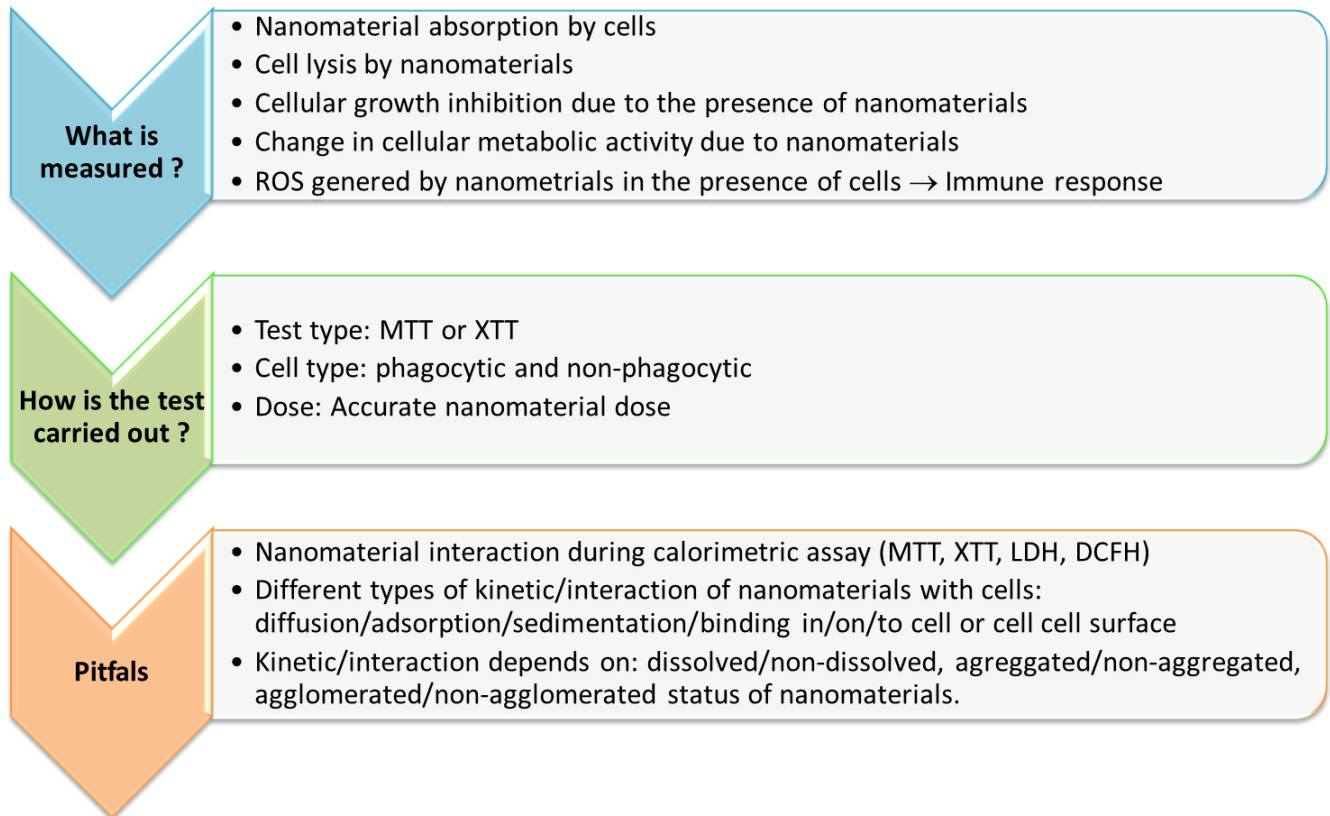 What is
measured ?
• Nanomaterial absorption by cells
• Cell lysis by nanomaterials
• Cellular growth inhibition due to the presence of nanomaterials
• Change in cellular metabolic activity due to nanomaterials
• ROS genered by nanometrials in the presence of cells → Immune response
How is the test
carried out ?
• Test type: MTT or XTT
• Cell type: phagocytic and non-phagocytic
• Dose: Accurate nanomaterial dose
Pitfals
• Nanomaterial interaction during calorimetric assay (MTT, XTT, LDH, DCFH)
• Different types of kinetic/interaction of nanomaterials with cells:
diffusion/adsorption/sedimentation/binding in/on/to cell or cell cell surface
• Kinetic/interaction depends on: dissolved/non-dissolved, agreggated/non-aggregated,
agglomerated/non-agglomerated status of nanomaterials.